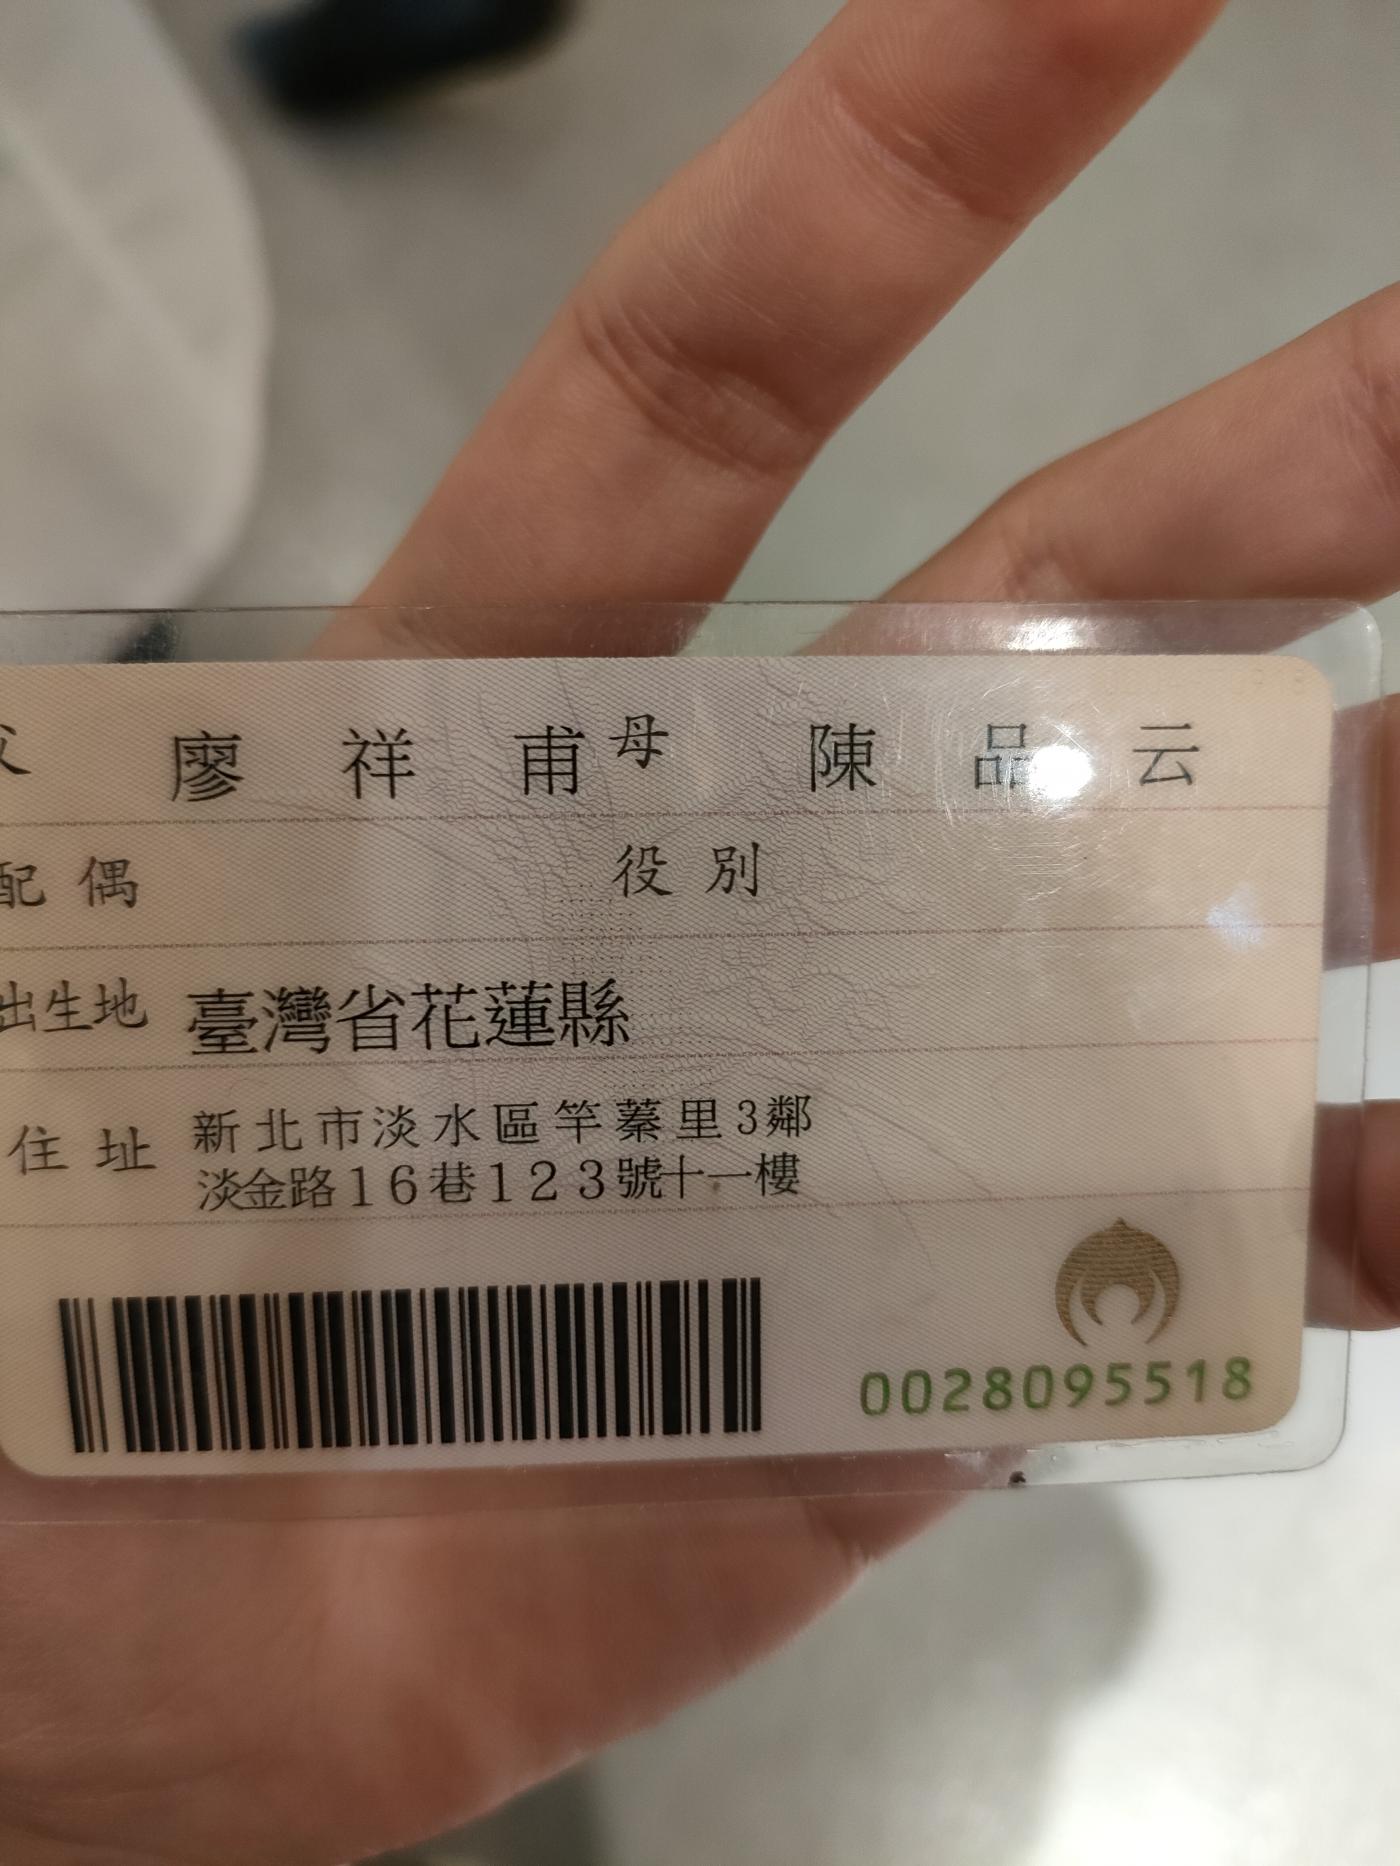 父 廖祥甫 母 陳品云
配偶 役別
出生地 臺灣省花蓮縣
住址 新北市淡水區竿蓁里3鄰
淡金路16巷123號十一樓
0028095518